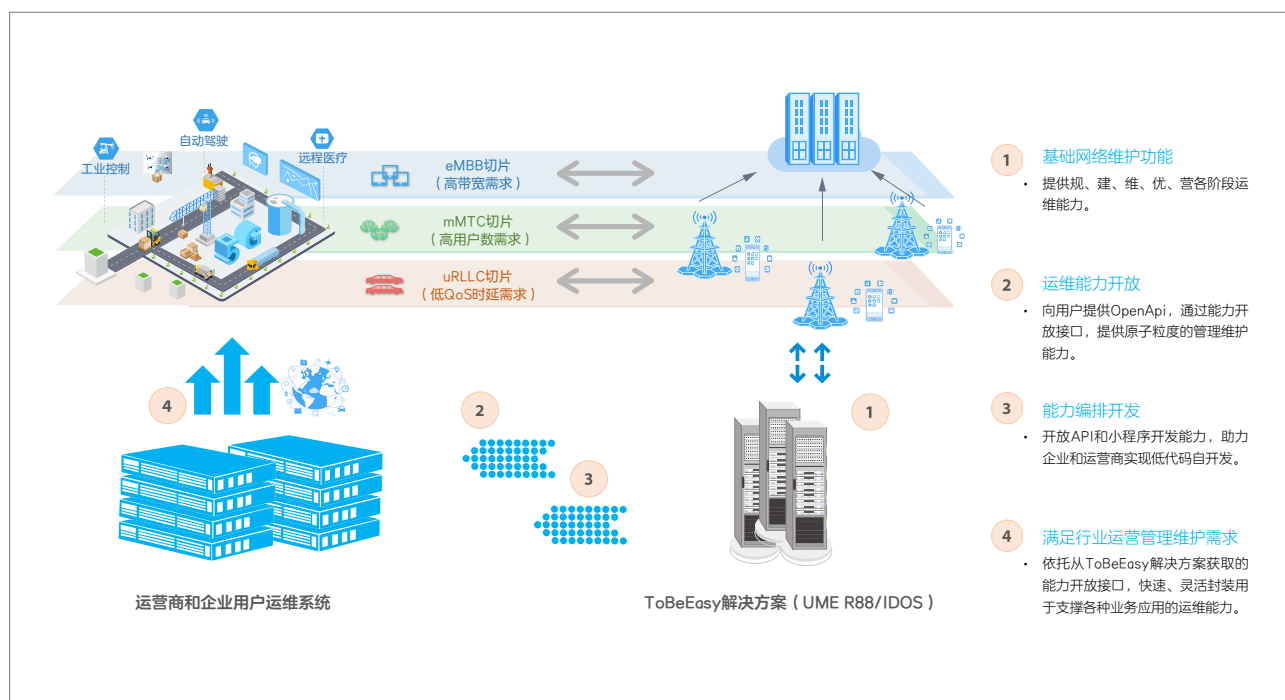 自动驾驶
工业控制
远程医疗
eMBB切片
(高带宽需求)
mMTC切片
(高用户数需求)
uRLLC切片
(低QoS时延需求)
5G
4
2
3
1
运营商和企业用户运维系统
ToBeEasy解决方案(UME R88/IDOS)
1
基础网络维护功能
• 提供规、建、维、优、营各阶段运
维能力。
2
运维能力开放
• 向用户提供OpenApi,通过能力开
放接口,提供原子粒度的管理维护
能力。
3
能力编排开发
• 开放API和小程序开发能力,助力
企业和运营商实现低代码自开发。
4
满足行业运营管理维护需求
• 依托从ToBeEasy解决方案获取的
能力开放接口,快速、灵活封装用
于支撑各种业务应用的运维能力。